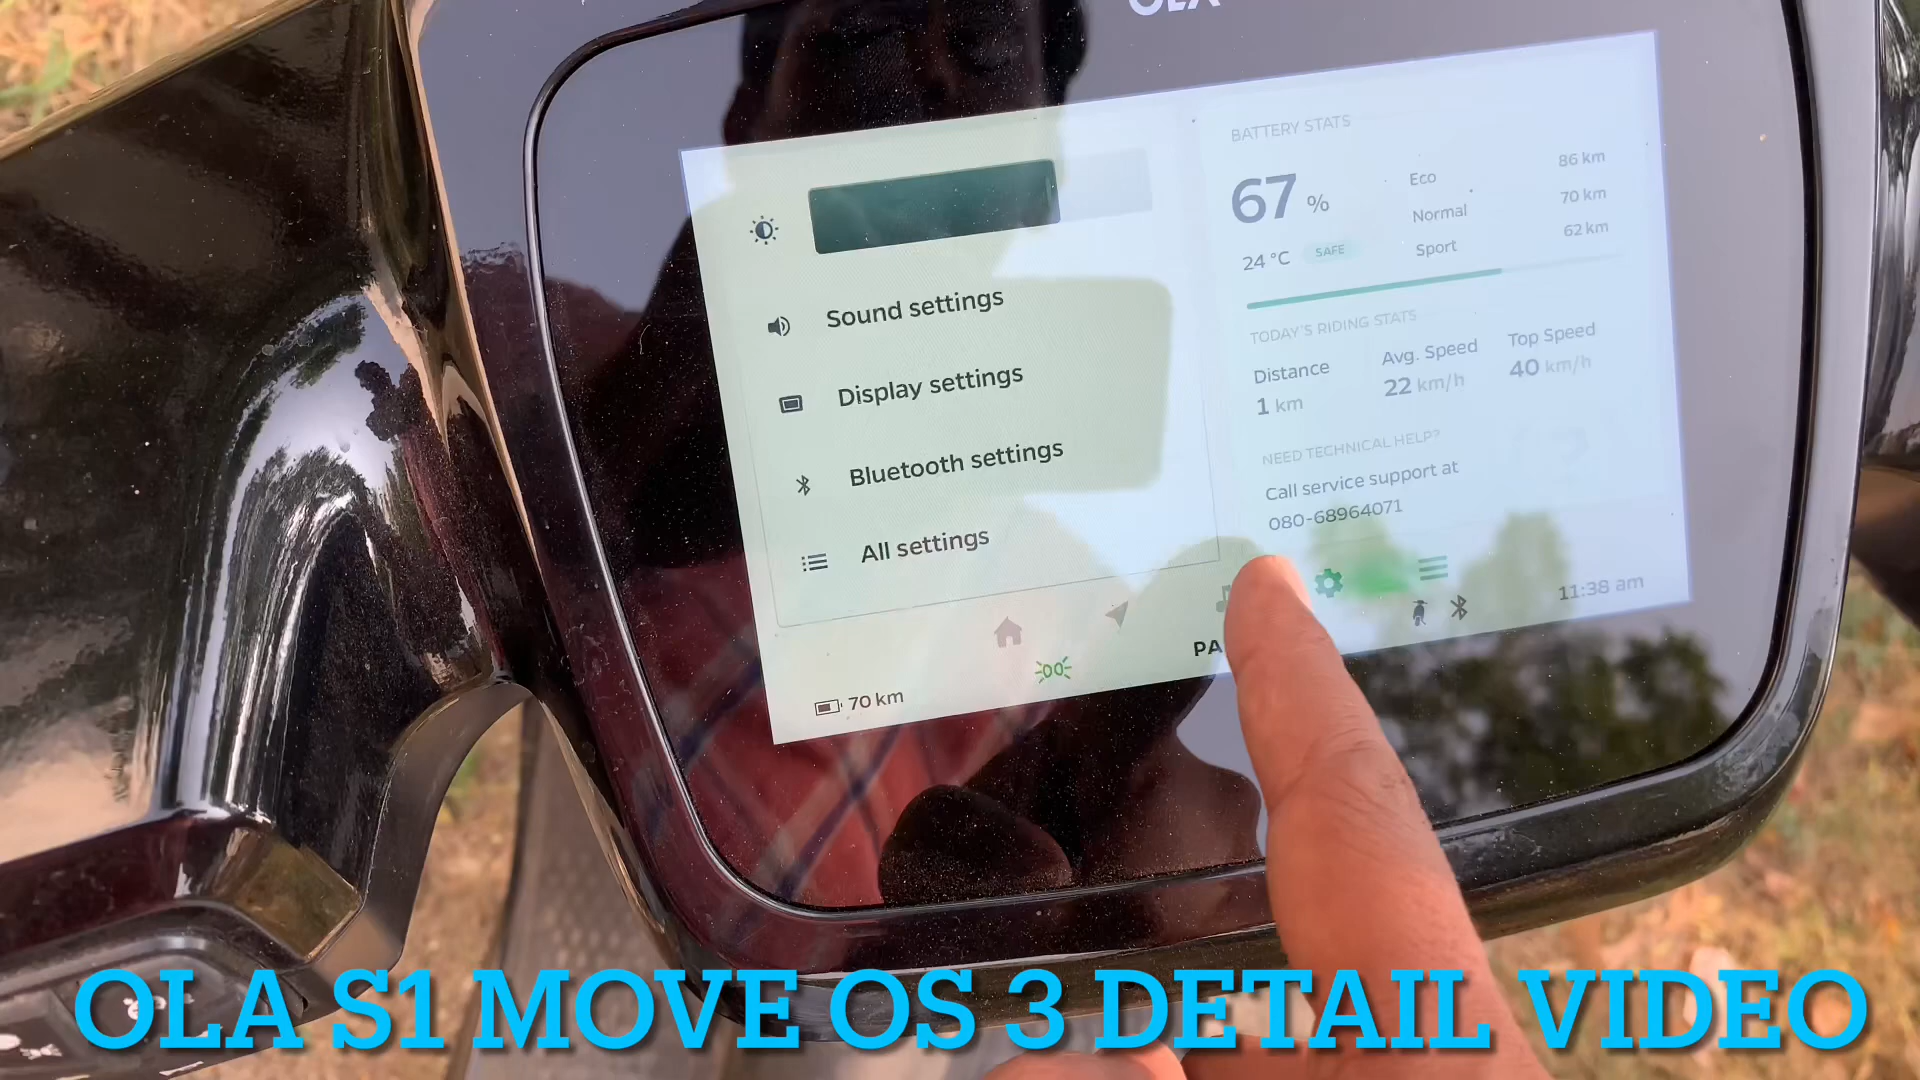 OLA
Sound settings
Display settings
Bluetooth settings
All settings
BATTERY STATS
67 %
24 °C SAFE
Eco 86 km
Normal 70 km
Sport 62 km
TODAY'S RIDING STATS
Distance Avg. Speed Top Speed
1 km 22 km/h 40 km/h
NEED TECHNICAL HELP?
Call service support at
080-68964071
70 km
PA
11:38 am
OLA S1 MOVE OS 3 DETAIL VIDEO